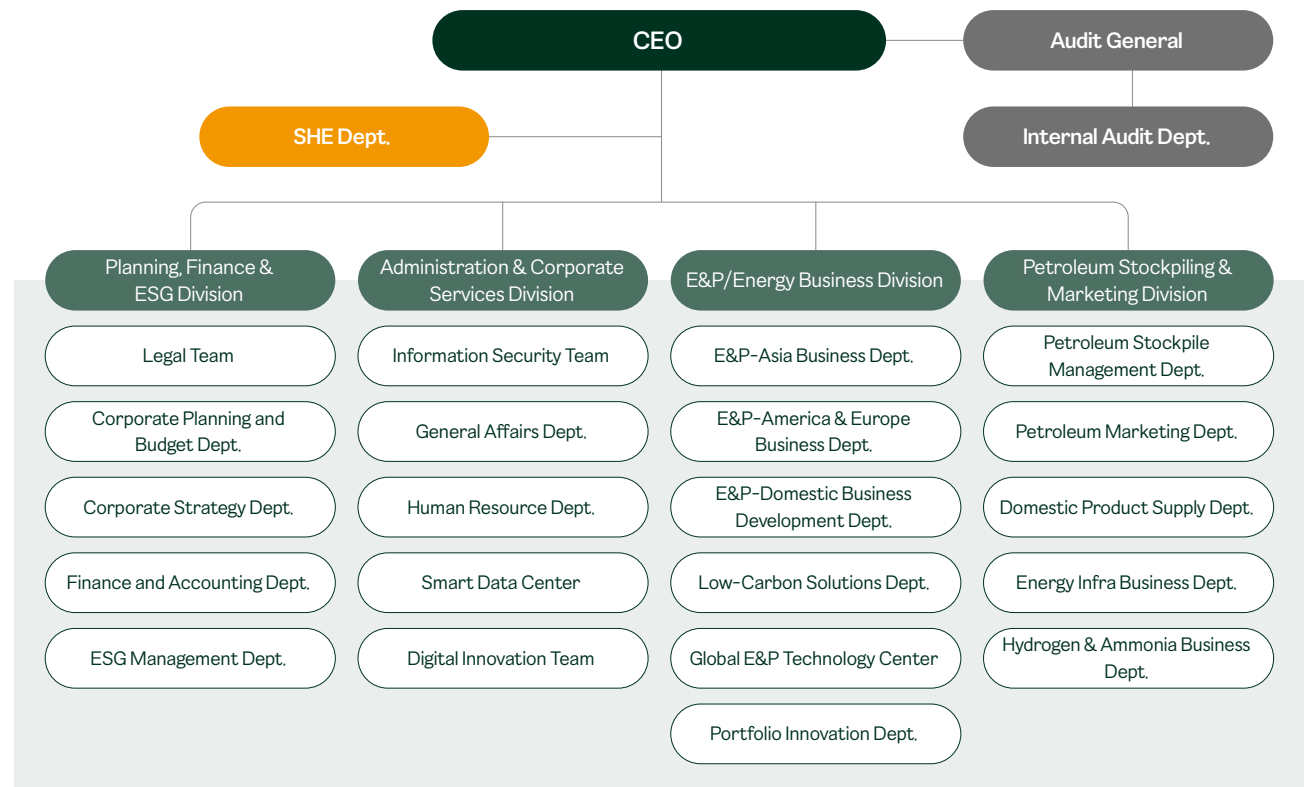 CEO
Audit General
SHE Dept.
Internal Audit Dept.
Planning, Finance &
ESG Division
Legal Team
Corporate Planning and
Budget Dept.
Corporate Strategy Dept.
Finance and Accounting Dept.
ESG Management Dept.
Administration & Corporate
Services Division
Information Security Team
General Affairs Dept.
Human Resource Dept.
Smart Data Center
Digital Innovation Team
E&P/Energy Business Division
E&P-Asia Business Dept.
E&P-America & Europe
Business Dept.
E&P-Domestic Business
Development Dept.
Low-Carbon Solutions Dept.
Global E&P Technology Center
Portfolio Innovation Dept.
Petroleum Stockpiling &
Marketing Division
Petroleum Stockpile
Management Dept.
Petroleum Marketing Dept.
Domestic Product Supply Dept.
Energy Infra Business Dept.
Hydrogen & Ammonia Business
Dept.